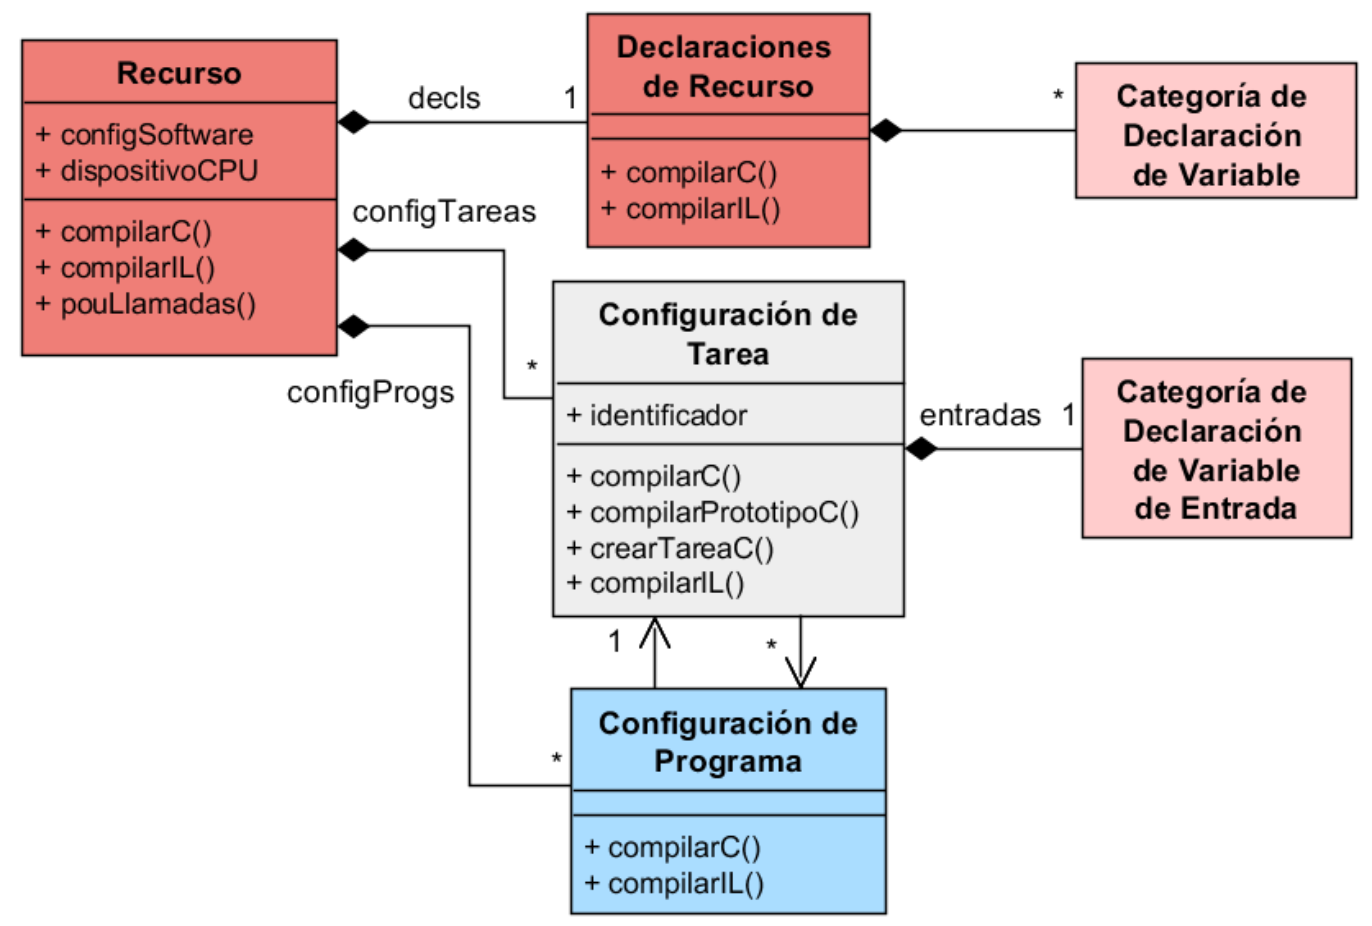 Recurso
+ configSoftware
+ dispositivoCPU
+ compilarC()
+ compilarIL()
+ pouLlamadas()
decls
1
Declaraciones
de Recurso
+ compilarC()
+ compilarIL()
*
Categoría de
Declaración
de Variable
configTareas
*
configProgs
*
Configuración de
Tarea
+ identificador
+ compilarC()
+ compilarPrototipoC()
+ crearTareaC()
+ compilarIL()
entradas 1
Categoría de
Declaración
de Variable
de Entrada
1
*
Configuración de
Programa
+ compilarC()
+ compilarIL()